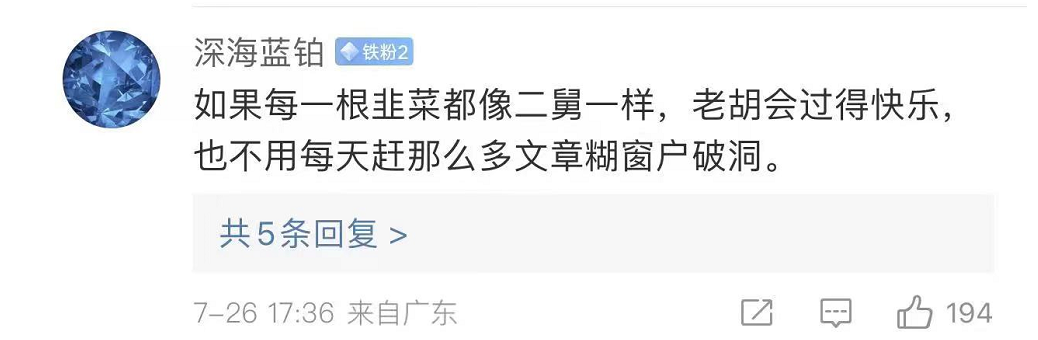 深海蓝铂 铁粉2
如果每一根韭菜都像二舅一样，老胡会过得快乐，
也不用每天赶那么多文章糊窗户破洞。
共5条回复 >
7-26 17:36 来自广东 194